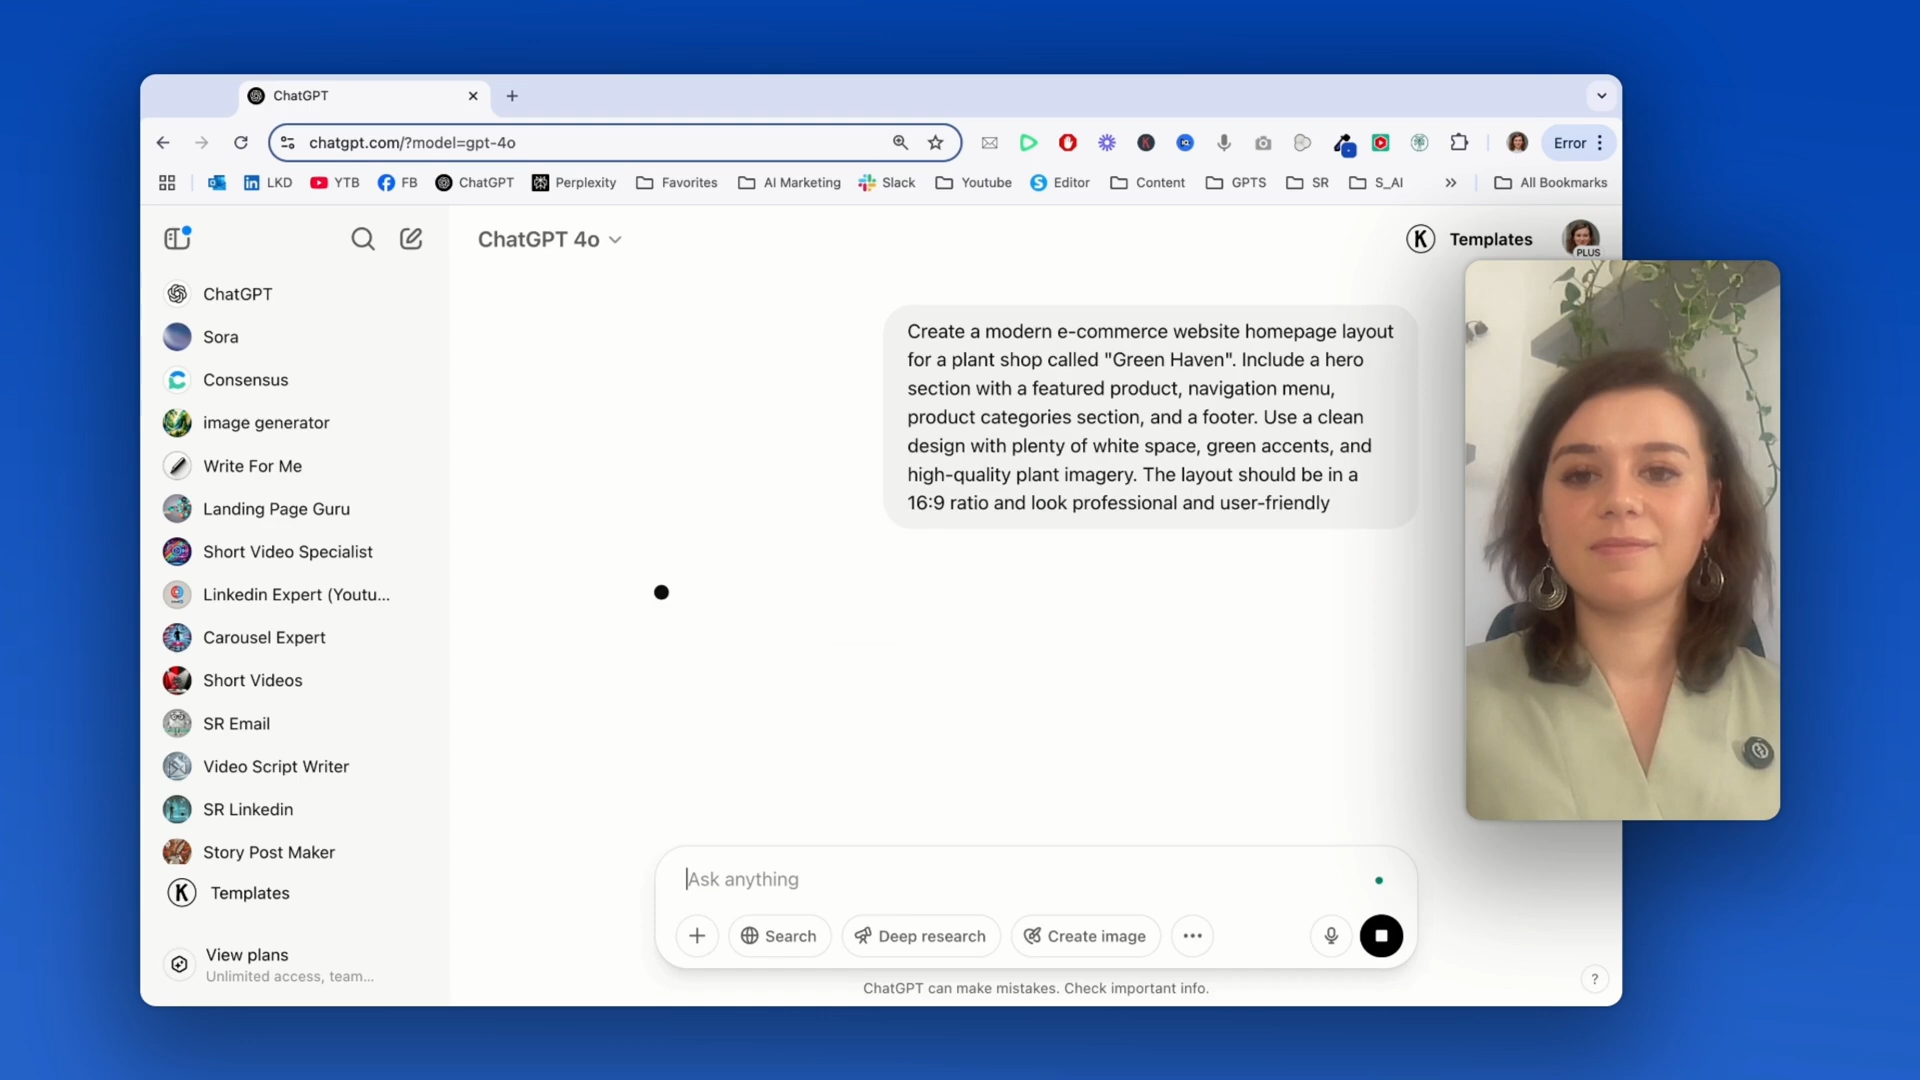 ChatGPT
chatgpt.com/?model=gpt-4o
Error
LKD
YTB
FB
ChatGPT
Perplexity
Favorites
AI Marketing
Slack
Youtube
Editor
Content
GPTS
SR
S_AI
All Bookmarks
ChatGPT 4o
K
Templates
PLUS
ChatGPT
Sora
Consensus
image generator
Write For Me
Landing Page Guru
Short Video Specialist
Linkedin Expert (Youtu...
Carousel Expert
Short Videos
SR Email
Video Script Writer
SR Linkedin
Story Post Maker
K
Templates
View plans
Unlimited access, team...
Create a modern e-commerce website homepage layout
for a plant shop called "Green Haven". Include a hero
section with a featured product, navigation menu,
product categories section, and a footer. Use a clean
design with plenty of white space, green accents, and
high-quality plant imagery. The layout should be in a
16:9 ratio and look professional and user-friendly
Ask anything
Search
Deep research
Create image
ChatGPT can make mistakes. Check important info.
?